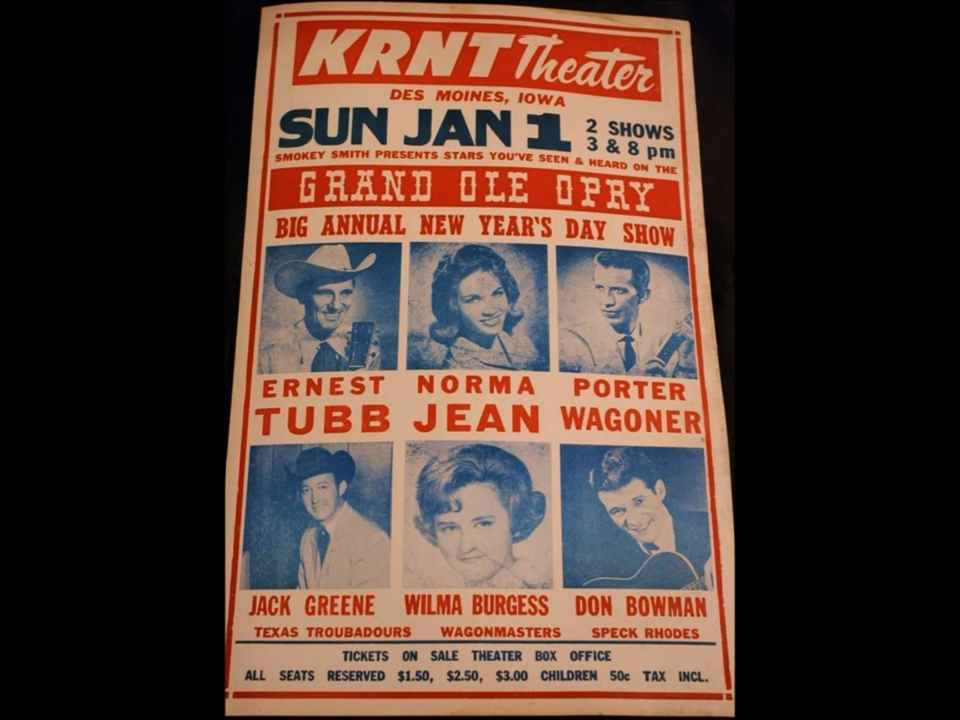 KRNT Theater
DES MOINES, IOWA
SUN JAN 1
2 SHOWS
3 & 8 pm
SMOKEY SMITH PRESENTS STARS YOU'VE SEEN & HEARD ON THE
GRAND OLE OPRY
BIG ANNUAL NEW YEAR'S DAY SHOW
ERNEST TUBB
NORMA JEAN
PORTER WAGONER
JACK GREENE WILMA BURGESS DON BOWMAN
TEXAS TROUBADOURS WAGONMASTERS SPECK RHODES
TICKETS ON SALE THEATER BOX OFFICE
ALL SEATS RESERVED $1.50, $2.50, $3.00 CHILDREN 50c TAX INCL.